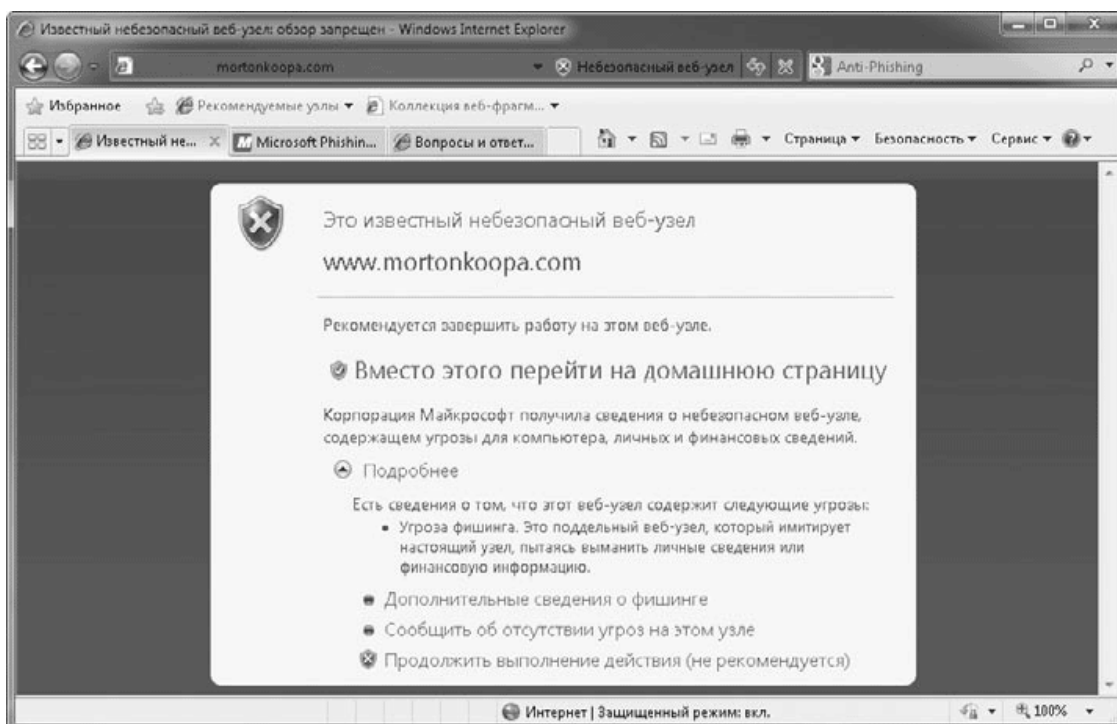 Известный небезопасный веб-узел: обзор запрещен - Windows Internet Explorer
mortonkoopa.com
Небезопасный веб-узел
Anti-Phishing
Избранное
Рекомендуемые узлы
Коллекция веб-фрагм...
Известный не...
Microsoft Phishin...
Вопросы и ответ...
Страница
Безопасность
Сервис
Это известный небезопасный веб-узел
www.mortonkoopa.com
Рекомендуется завершить работу на этом веб-узле.
Вместо этого перейти на домашнюю страницу
Корпорация Майкрософт получила сведения о небезопасном веб-узле,
содержащем угрозы для компьютера, личных и финансовых сведений.
Подробнее
Есть сведения о том, что этот веб-узел содержит следующие угрозы:
Угроза фишинга. Это поддельный веб-узел, который имитирует
настоящий узел, пытаясь выманить личные сведения или
финансовую информацию.
Дополнительные сведения о фишинге
Сообщить об отсутствии угроз на этом узле
Продолжить выполнение действия (не рекомендуется)
Интернет | Защищенный режим: вкл.
100%